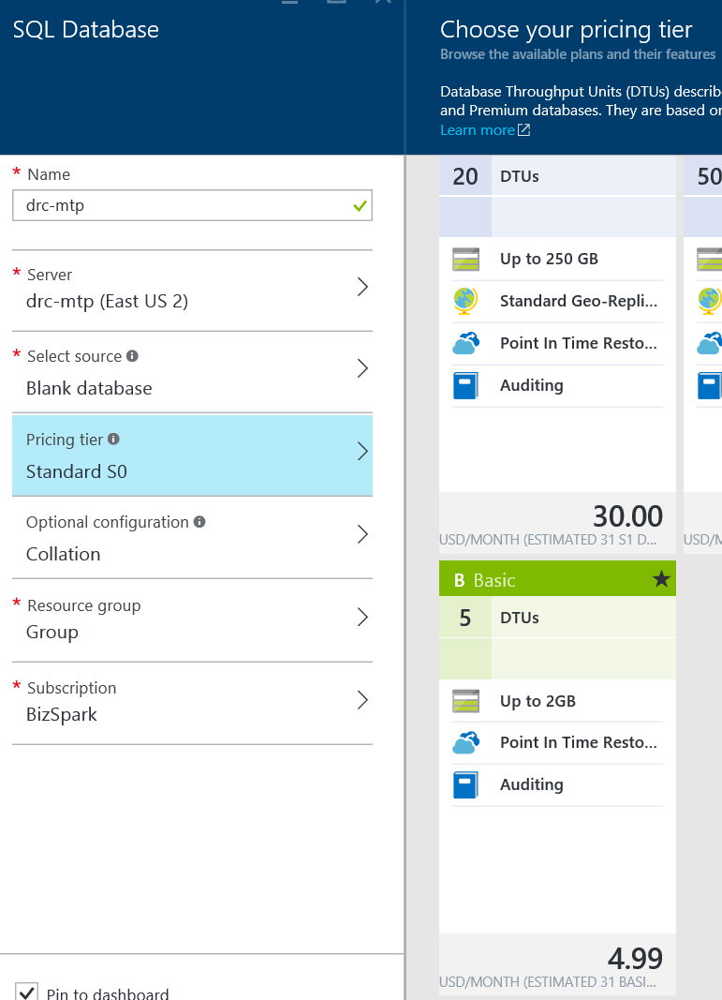 SQL Database
* Name
drc-mtp
* Server
drc-mtp (East US 2)
* Select source
Blank database
Pricing tier
Standard S0
Optional configuration
Collation
* Resource group
Group
* Subscription
BizSpark
Pin to dashboard
Choose your pricing tier
Browse the available plans and their features
Database Throughput Units (DTUs) describe
and Premium databases. They are based on
Learn more
20 DTUs
Up to 250 GB
Standard Geo-Repli...
Point In Time Resto...
Auditing
30.00
USD/MONTH (ESTIMATED 31 S1 D...
50
USD/M
B Basic
5 DTUs
Up to 2GB
Point In Time Resto...
Auditing
4.99
USD/MONTH (ESTIMATED 31 BASI...